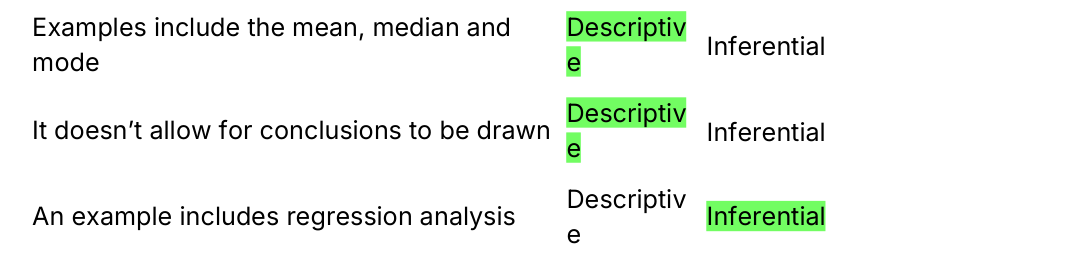 Examples include the mean, median and
mode
Descriptiv
e
Inferential
It doesn’t allow for conclusions to be drawn
Descriptiv
e
Inferential
An example includes regression analysis
Descriptiv
e
Inferential